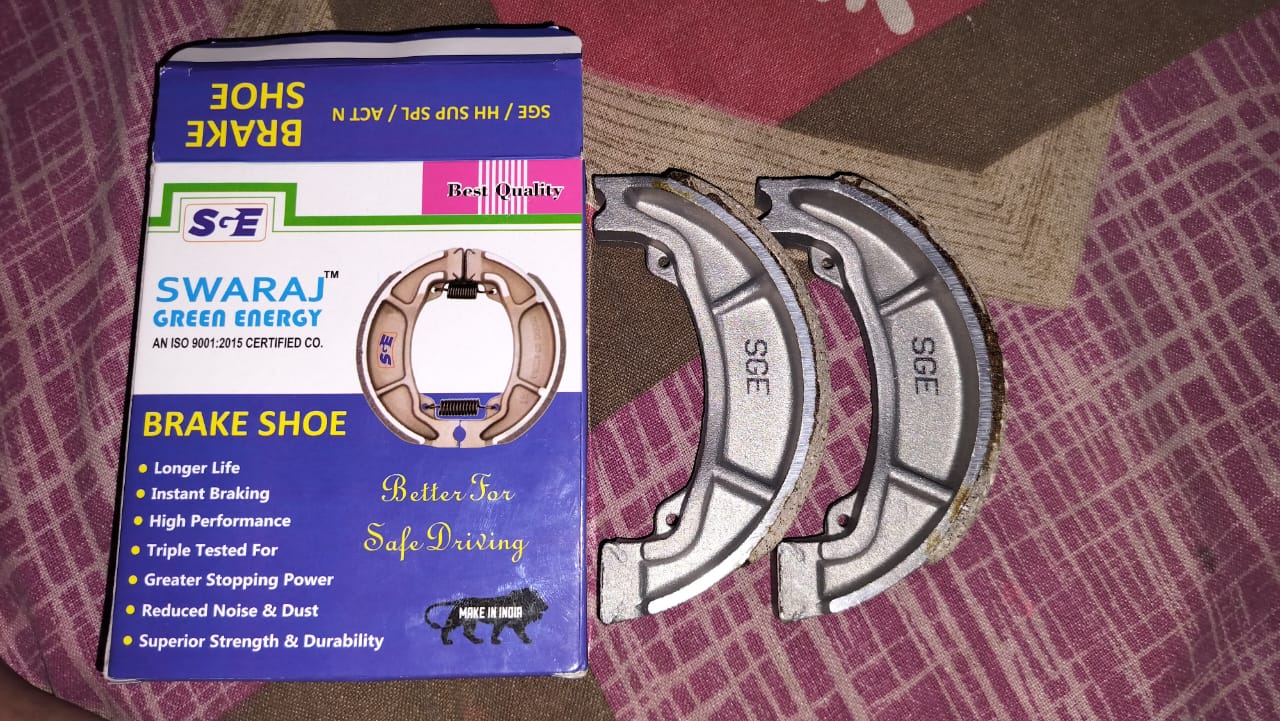 BRAKE
SHOE
SGE / HH SUP SPL / ACT N
Best Quality
SGE
SWARAJ™
GREEN ENERGY
AN ISO 9001:2015 CERTIFIED CO.
SGE
BRAKE SHOE
• Longer Life
• Instant Braking
• High Performance
• Triple Tested For
• Greater Stopping Power
• Reduced Noise & Dust
• Superior Strength & Durability
Better For
Safe Driving
MAKE IN INDIA
SGE
SGE